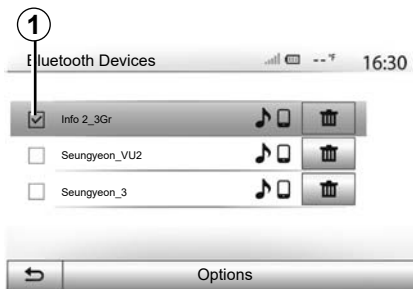 1
Bluetooth Devices -- °F 16:30
Info 2_3Gr
Seungyeon_VU2
Seungyeon_3
Options